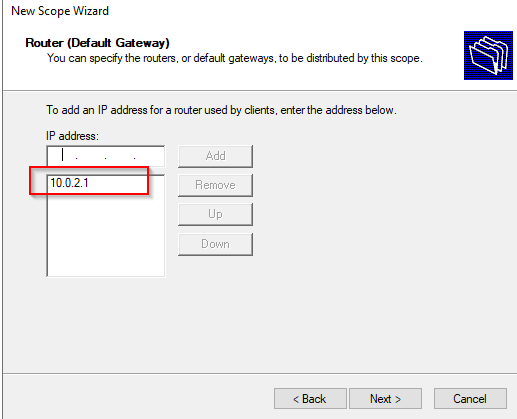 New Scope Wizard
Router (Default Gateway)
You can specify the routers, or default gateways, to be distributed by this scope.
To add an IP address for a router used by clients, enter the address below.
IP address:
. . .
Add
10.0.2.1
Remove
Up
Down
< Back
Next >
Cancel